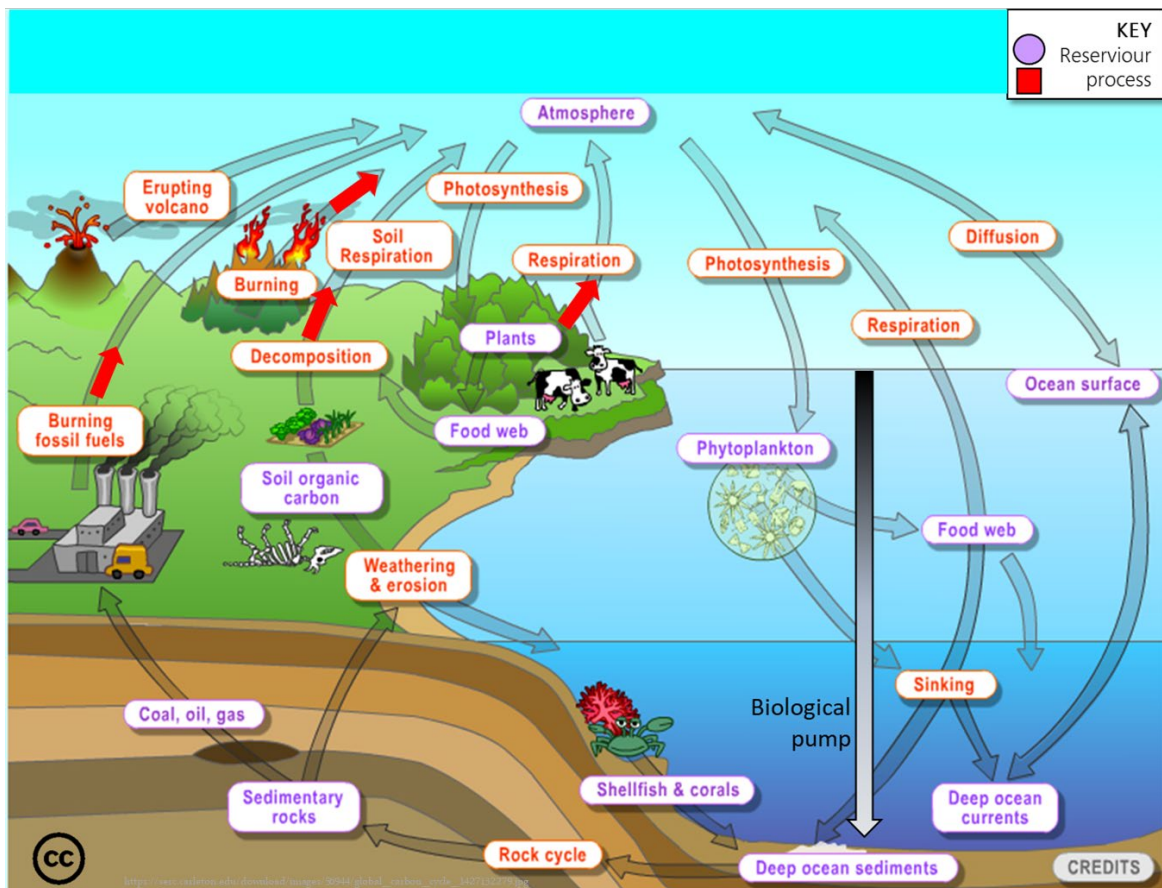 KEY
Reserviour
process
Atmosphere
Erupting
volcano
Photosynthesis
Soil
Respiration
Respiration
Photosynthesis
Diffusion
Burning
Respiration
Plants
Decomposition
Ocean surface
Burning
fossil fuels
Food web
Phytoplankton
Soil organic
carbon
Food web
Weathering
& erosion
Sinking
Coal, oil, gas
Biological
pump
Sedimentary
rocks
Shellfish & corals
Deep ocean
currents
Rock cycle
Deep ocean sediments
CREDITS
cc